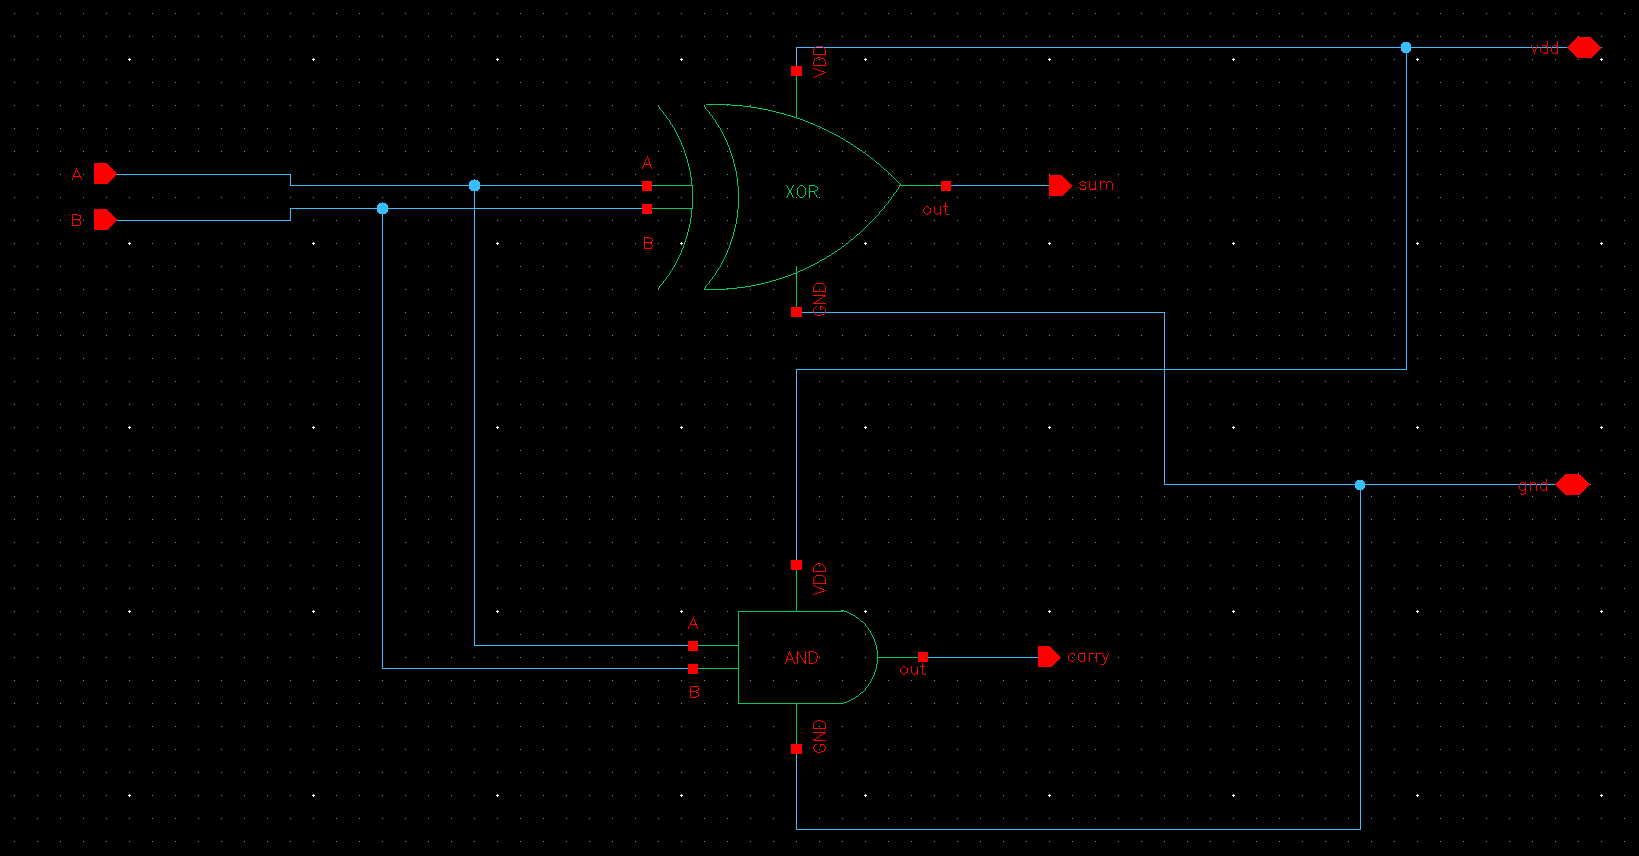 VDD
vdd
A
A
XOR
sum
out
B
B
GND
gnd
VDD
A
AND
carry
out
B
GND